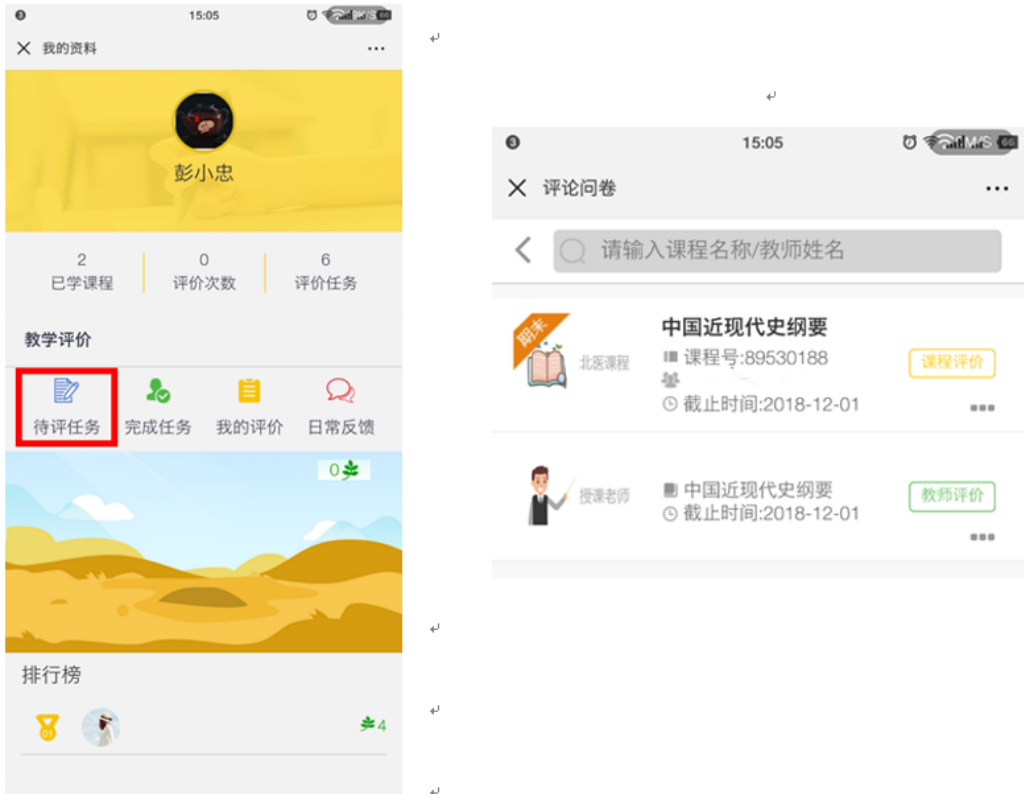 15:05
我的资料
彭小忠
2 0 6
已学课程 评价次数 评价任务
教学评价
待评任务 完成任务 我的评价 日常反馈
0
排行榜
01 4
15:05
评论问卷
请输入课程名称/教师姓名
期末
中国近现代史纲要
北医课程
课程号:89530188
课程评价
截止时间:2018-12-01
授课老师
中国近现代史纲要
教师评价
截止时间:2018-12-01